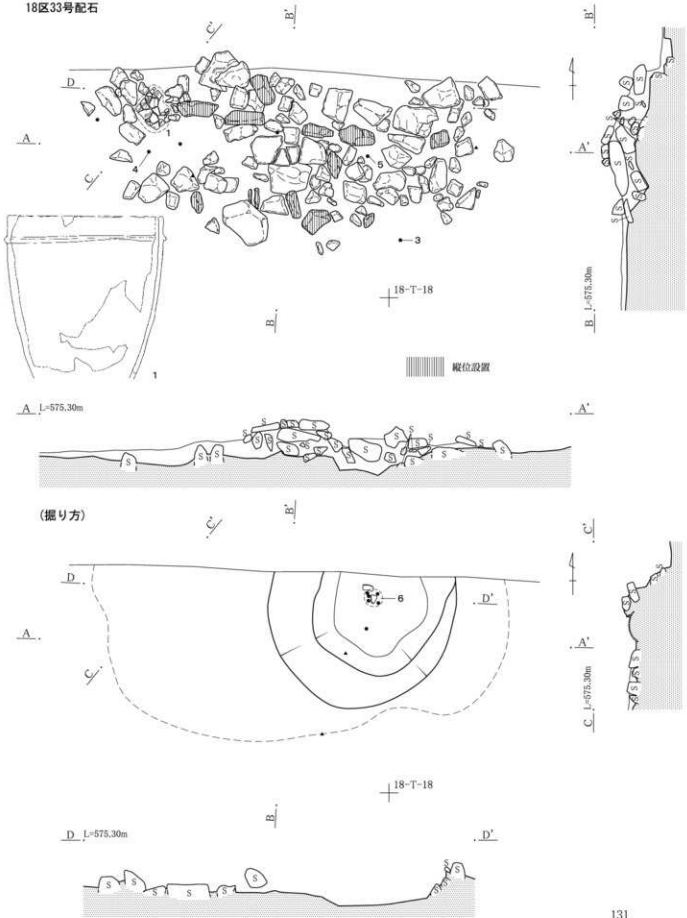 18区33号配石
B'
B'
C'
D
1
A
A'
4
5
C
3
18-T-18
B
L=575.30m
B
1
縦位設置
A L=575.30m
A'
S S S S S S S S S S S S S S S S
(掘り方)
B'
C'
C'
D
6
D'
A
A'
C
L=575.30m
C
18-T-18
B
D L=575.30m
D'
S S S S S S S S
131